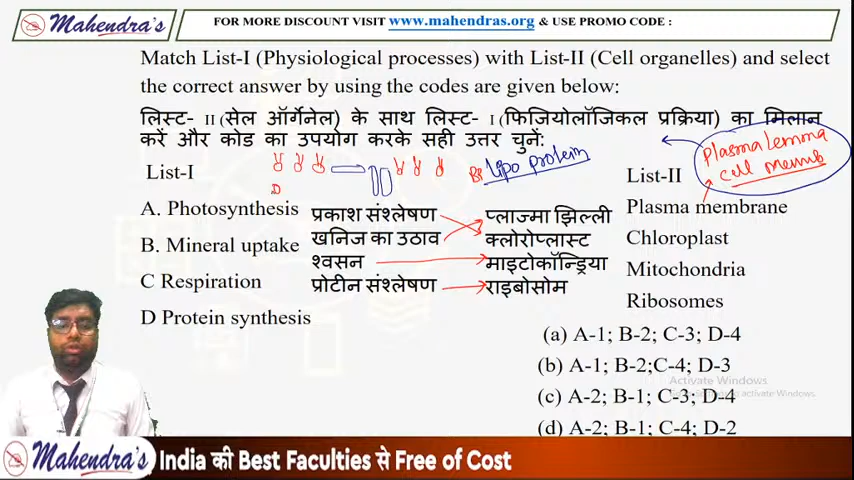 Mahendra's
FOR MORE DISCOUNT VISIT www.mahendras.org & USE PROMO CODE :
Match List-I (Physiological processes) with List-II (Cell organelles) and select
the correct answer by using the codes are given below:
लिस्ट- II (सेल ऑर्गेनेल) के साथ लिस्ट- I (फिजियोलॉजिकल प्रक्रिया) का मिलान
करें और कोड का उपयोग करके सही उत्तर चुनें:
Plasmalemma
cell memb
Lipo protein
List-I
List-II
A. Photosynthesis
प्रकाश संश्लेषण
प्लाज्मा झिल्ली
Plasma membrane
B. Mineral uptake
खनिज का उठाव
क्लोरोप्लास्ट
Chloroplast
C Respiration
श्वसन
माइटोकॉन्ड्रिया
Mitochondria
D Protein synthesis
प्रोटीन संश्लेषण
राइबोसोम
Ribosomes
(a) A-1; B-2; C-3; D-4
(b) A-1; B-2;C-4; D-3
(c) A-2; B-1; C-3; D-4
(d) A-2; B-1; C-4; D-2
Activate Windows
Mahendra's India की Best Faculties से Free of Cost